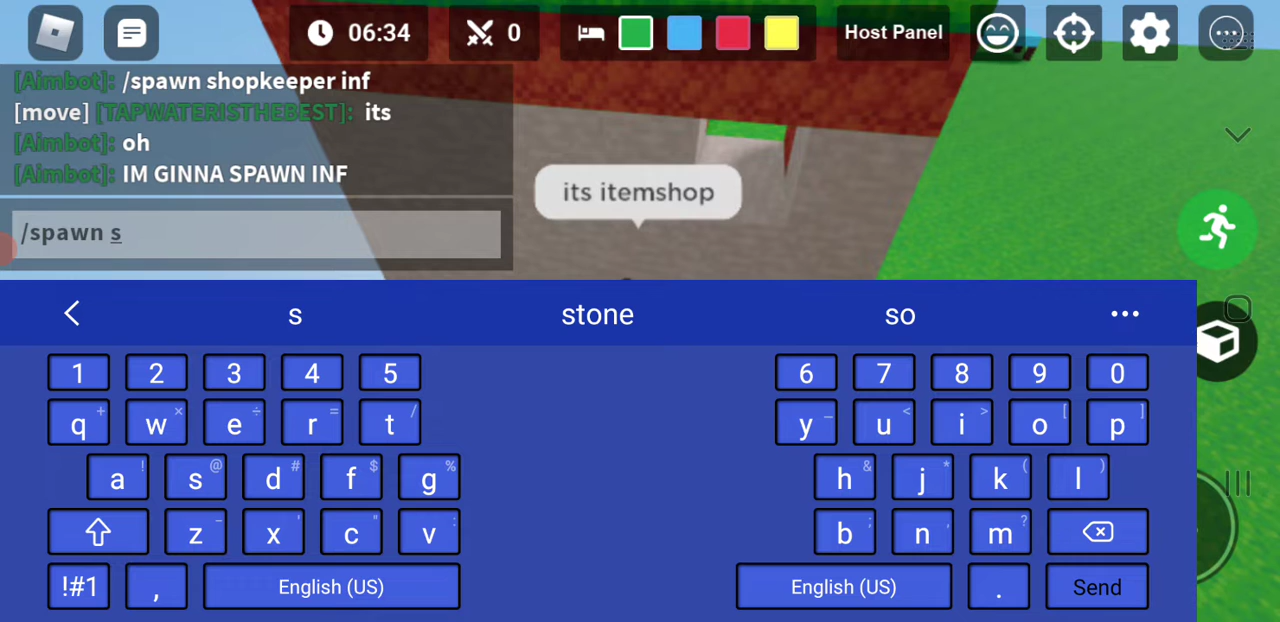 06:34 0 Host Panel
[Aimbot]: /spawn shopkeeper inf
[move] [TAPWATERISTHEBEST]: its
[Aimbot]: oh
[Aimbot]: IM GINNA SPAWN INF
its itemshop
/spawn s
s stone so ...
1 2 3 4 5 6 7 8 9 0
q + w × e ÷ r = t / y _ u < i > o [ p ]
a ! s @ d # f $ g % h & j * k ( l )
z - x ' c " v : b ; n , m ?
!#1 , English (US) English (US) . Send